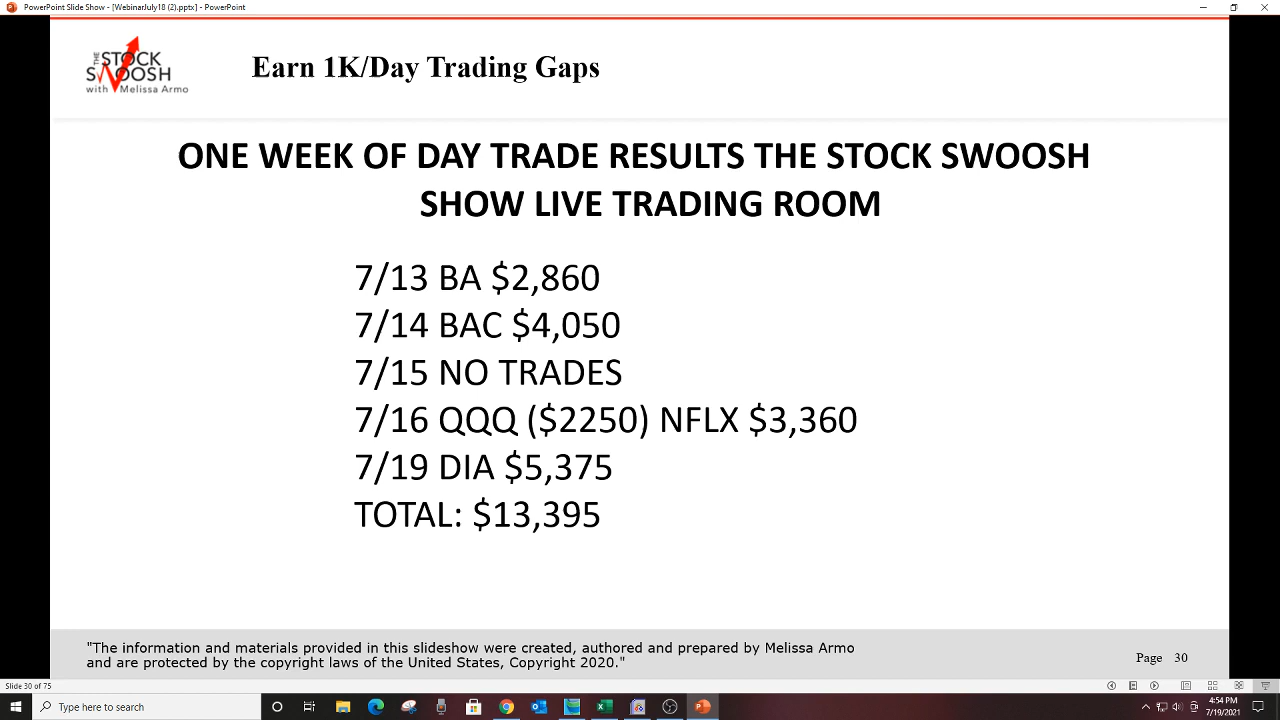 PowerPoint Slide Show - [WebinarJuly18 (2).pptx] - PowerPoint
THE STOCK
SWOOSH
with Melissa Armo
Earn 1K/Day Trading Gaps
ONE WEEK OF DAY TRADE RESULTS THE STOCK SWOOSH
SHOW LIVE TRADING ROOM
7/13 BA $2,860
7/14 BAC $4,050
7/15 NO TRADES
7/16 QQQ ($2250) NFLX $3,360
7/19 DIA $5,375
TOTAL: $13,395
"The information and materials provided in this slideshow were created, authored and prepared by Melissa Armo
and are protected by the copyright laws of the United States, Copyright 2020."
Page 30
Slide 30 of 75
Type here to search
4:54 PM
7/19/2021